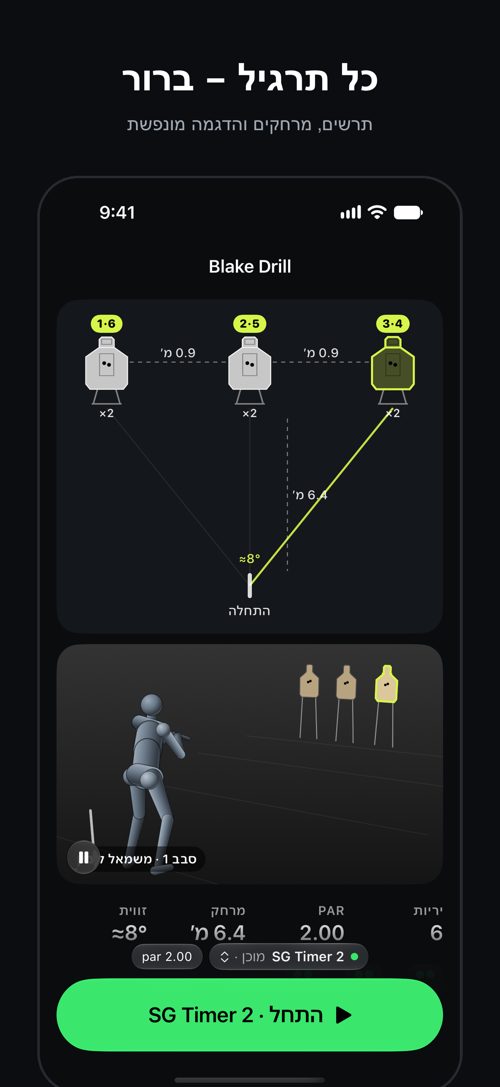 כל תרגיל – ברור
תרשים, מרחקים והדגמה מונפשת
9:41
Blake Drill
1·6
2·5
3·4
0.9 מ׳
0.9 מ׳
×2
×2
×2
6.4 מ׳
≈8°
התחלה
סבב 1 · משמאל
יריות
PAR
מרחק
זווית
6
2.00
6.4 מ׳
≈8°
SG Timer 2 מוכן ·
par 2.00
התחל · SG Timer 2